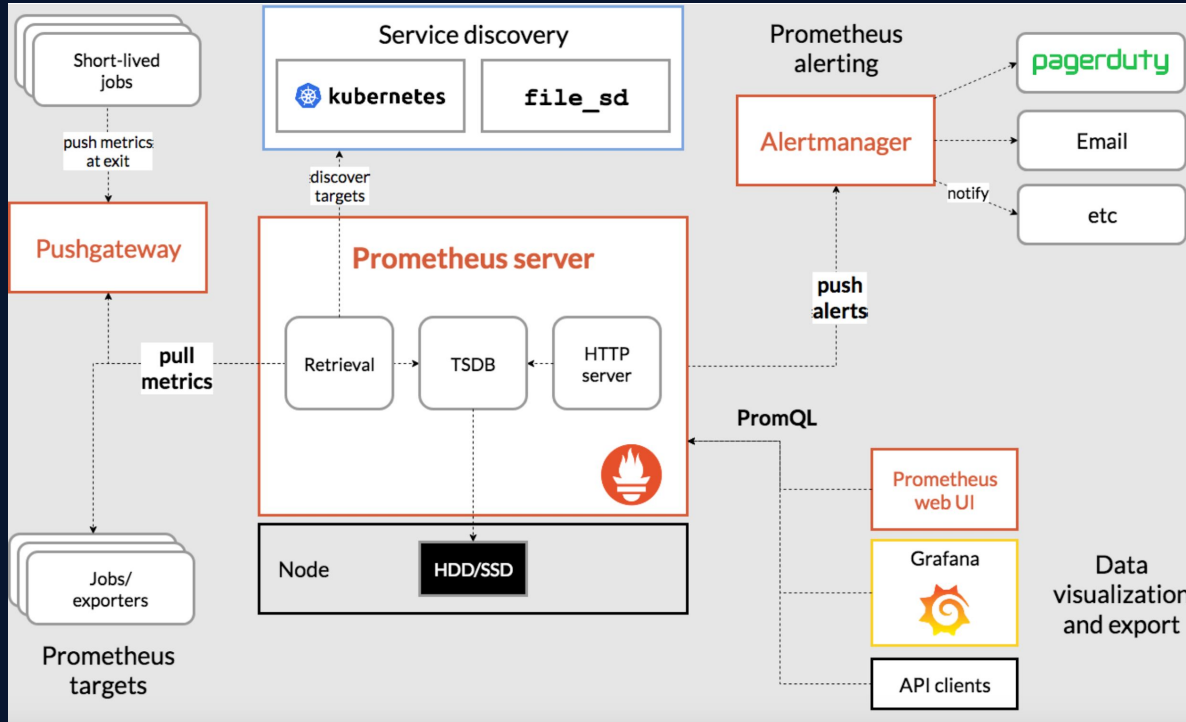 Short-lived
jobs
push metrics
at exit
Pushgateway
Service discovery
kubernetes
file_sd
discover
targets
Prometheus
alerting
Alertmanager
pagerduty
Email
notify
etc
Prometheus server
Retrieval
TSDB
HTTP
server
pull
metrics
push
alerts
PromQL
Node
HDD/SSD
Jobs/
exporters
Prometheus
targets
Prometheus
web UI
Grafana
API clients
Data
visualization
and export